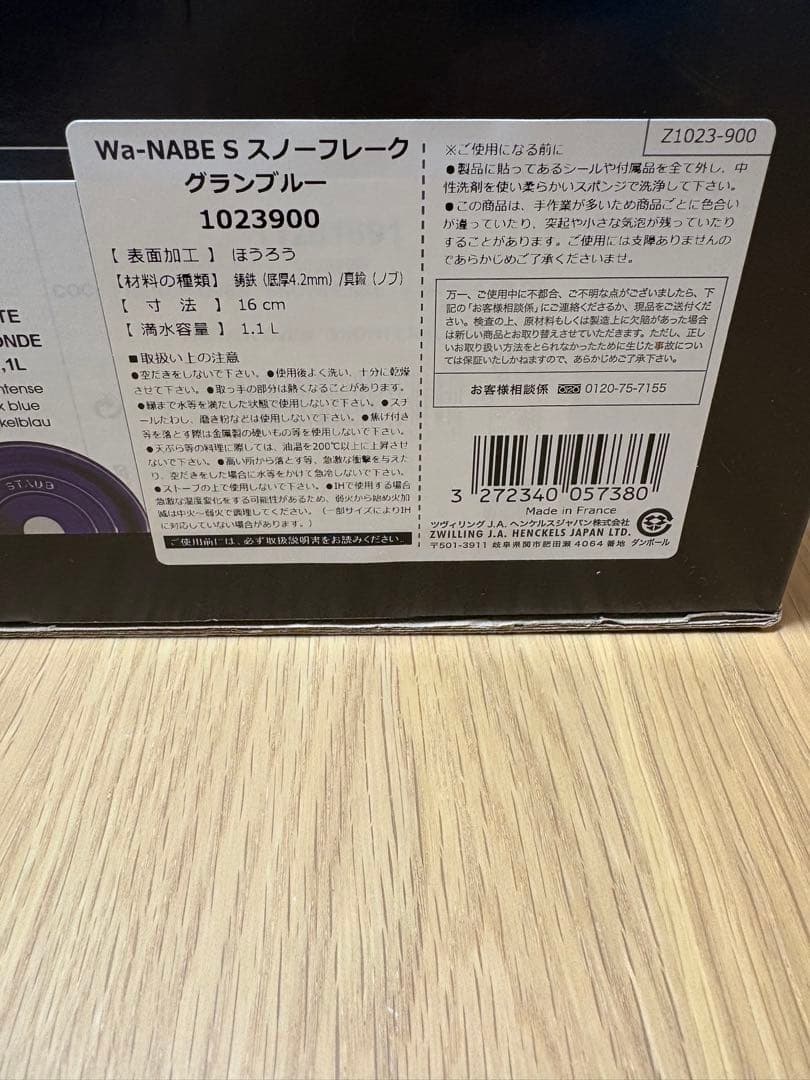 Wa-NABE S スノーフレーク
グランブルー
1023900
【 表面加工 】 ほうろう
【材料の種類】 鋳鉄（底厚4.2mm）/真鍮（ノブ）
【 寸 法 】 16 cm
【 満水容量 】 1.1 L
■取扱い上の注意
●空だきをしないで下さい。●使用後よく洗い、十分に乾燥
させて下さい。●取っ手の部分は熱くなることがあります。
●縁まで水等を満たした状態で使用しないで下さい。●スチ
ールたわし、磨き粉などは使用しないで下さい。●焦げ付き
等を落とす際は金属製の硬いもの等を使用しないで下さい。
●天ぷら等の料理に際しては、油温を200℃以上に上昇させ
ないで下さい。●高い所から落とす等、急激な衝撃を与えた
り、空だきをした場合に水等をかけて急冷しないで下さい。
●ストーブの上で使用しないで下さい。●IHで使用する場合
急激な温度変化をする可能性があるため、弱火から始め火加
減は中火～弱火で調理してください。（一部サイズによりIH
に対応していない場合があります。）
ご使用前には、必ず取扱説明書をお読みください。
Z1023-900
※ご使用になる前に
●製品に貼ってあるシールや付属品を全て外し、中
性洗剤を使い柔らかいスポンジで洗浄して下さい。
●この商品は、手作業が多いため商品ごとに色合い
が違っていたり、突起や小さな気泡が残っていたり
することがあります。ご使用には支障ありませんの
であらかじめご了承くださいませ。
万一、ご使用中に不都合、ご不明な点がございましたら、下
記の「お客様相談係」にご連絡くださるか、現品をご送付くださ
い。検査の上、原材料もしくは製造上に欠陥があった場合
は新しい商品とお取り替えさせていただきます。ただし、正し
いお取り扱い方法をとられなかったために生じた事故につい
ては保証いたしかねますので、あらかじめご了承下さい。
お客様相談係 0120-75-7155
3 272340 057380
Made in France
ツヴィリング J.A. ヘンケルスジャパン株式会社
ZWILLING J.A. HENCKELS JAPAN LTD.
〒501-3911 岐阜県関市肥田瀬 4064 番地
ダンボール
TE
ONDE
,1L
ntense
k blue
kelblau
STAUB